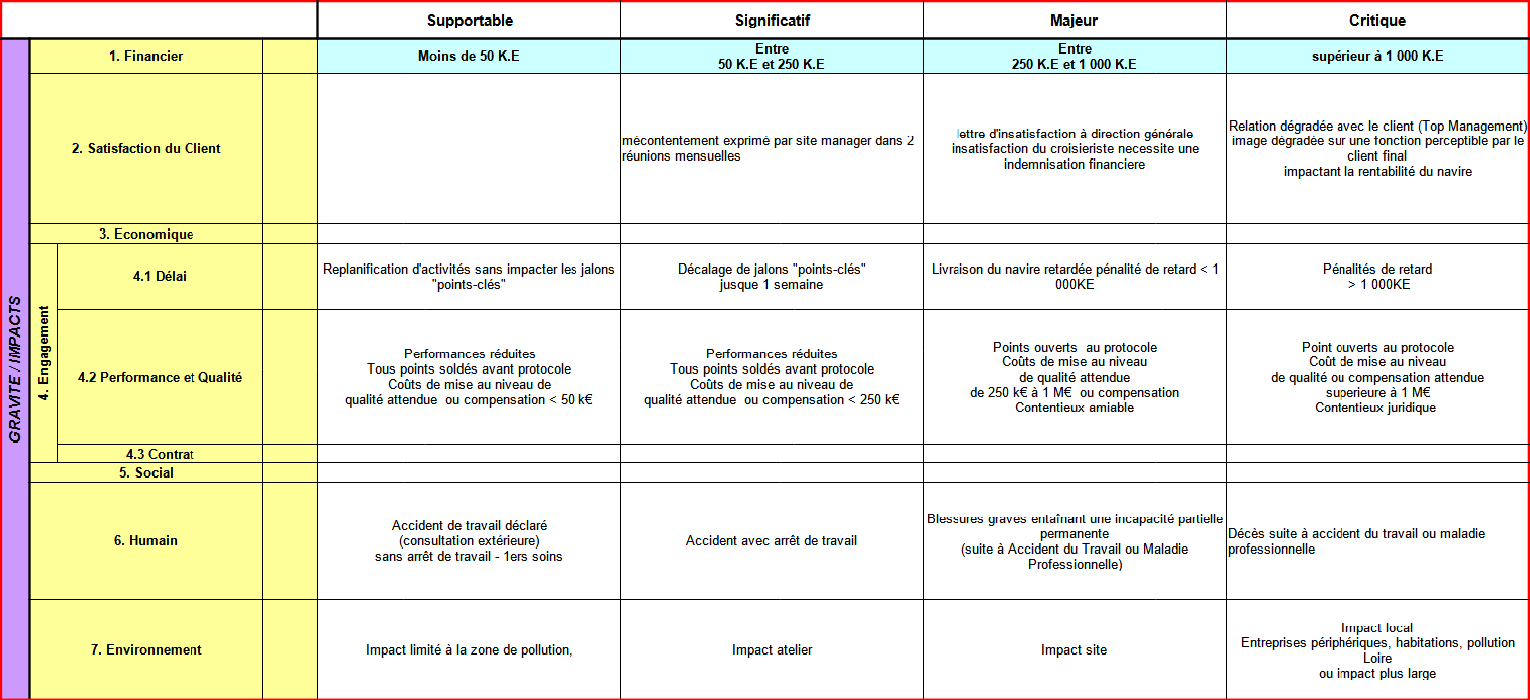 Supportable
Significatif
Majeur
Critique
GRAVITE / IMPACTS
1. Financier
Moins de 50 K.E
Entre
50 K.E et 250 K.E
Entre
250 K.E et 1 000 K.E
supérieur à 1 000 K.E
2. Satisfaction du Client
mécontentement exprimé par site manager dans 2
réunions mensuelles
lettre d'insatisfaction à direction générale
insatisfaction du croisieriste necessite une
indemnisation financiere
Relation dégradée avec le client (Top Management)
image dégradée sur une fonction perceptible par le
client final
impactant la rentabilité du navire
3. Economique
4. Engagement
4.1 Délai
Replanification d'activités sans impacter les jalons
"points-clés"
Décalage de jalons "points-clés"
jusque 1 semaine
Livraison du navire retardée pénalité de retard < 1
000KE
Pénalités de retard
> 1 000KE
4.2 Performance et Qualité
Performances réduites
Tous points soldés avant protocole
Coûts de mise au niveau de
qualité attendue ou compensation < 50 k€
Performances réduites
Tous points soldés avant protocole
Coûts de mise au niveau de
qualité attendue ou compensation < 250 k€
Points ouverts au protocole
Coûts de mise au niveau
de qualité attendue
de 250 k€ à 1 M€ ou compensation
Contentieux amiable
Point ouverts au protocole
Coût de mise au niveau
de qualité ou compensation attendue
superieure à 1 M€
Contentieux juridique
4.3 Contrat
5. Social
6. Humain
Accident de travail déclaré
(consultation extérieure)
sans arrêt de travail - 1ers soins
Accident avec arrêt de travail
Blessures graves entaînant une incapacité partielle
permanente
(suite à Accident du Travail ou Maladie
Professionnelle)
Décès suite à accident du travail ou maladie
professionnelle
7. Environnement
Impact limité à la zone de pollution,
Impact atelier
Impact site
Impact local
Entreprises périphériques, habitations, pollution
Loire
ou impact plus large